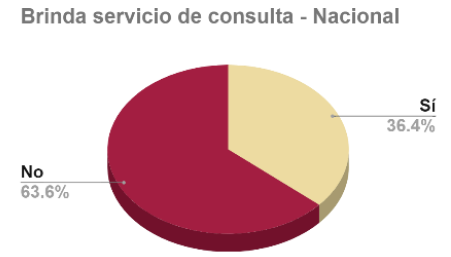 Brinda servicio de consulta - Nacional
Sí
36.4%
No
63.6%